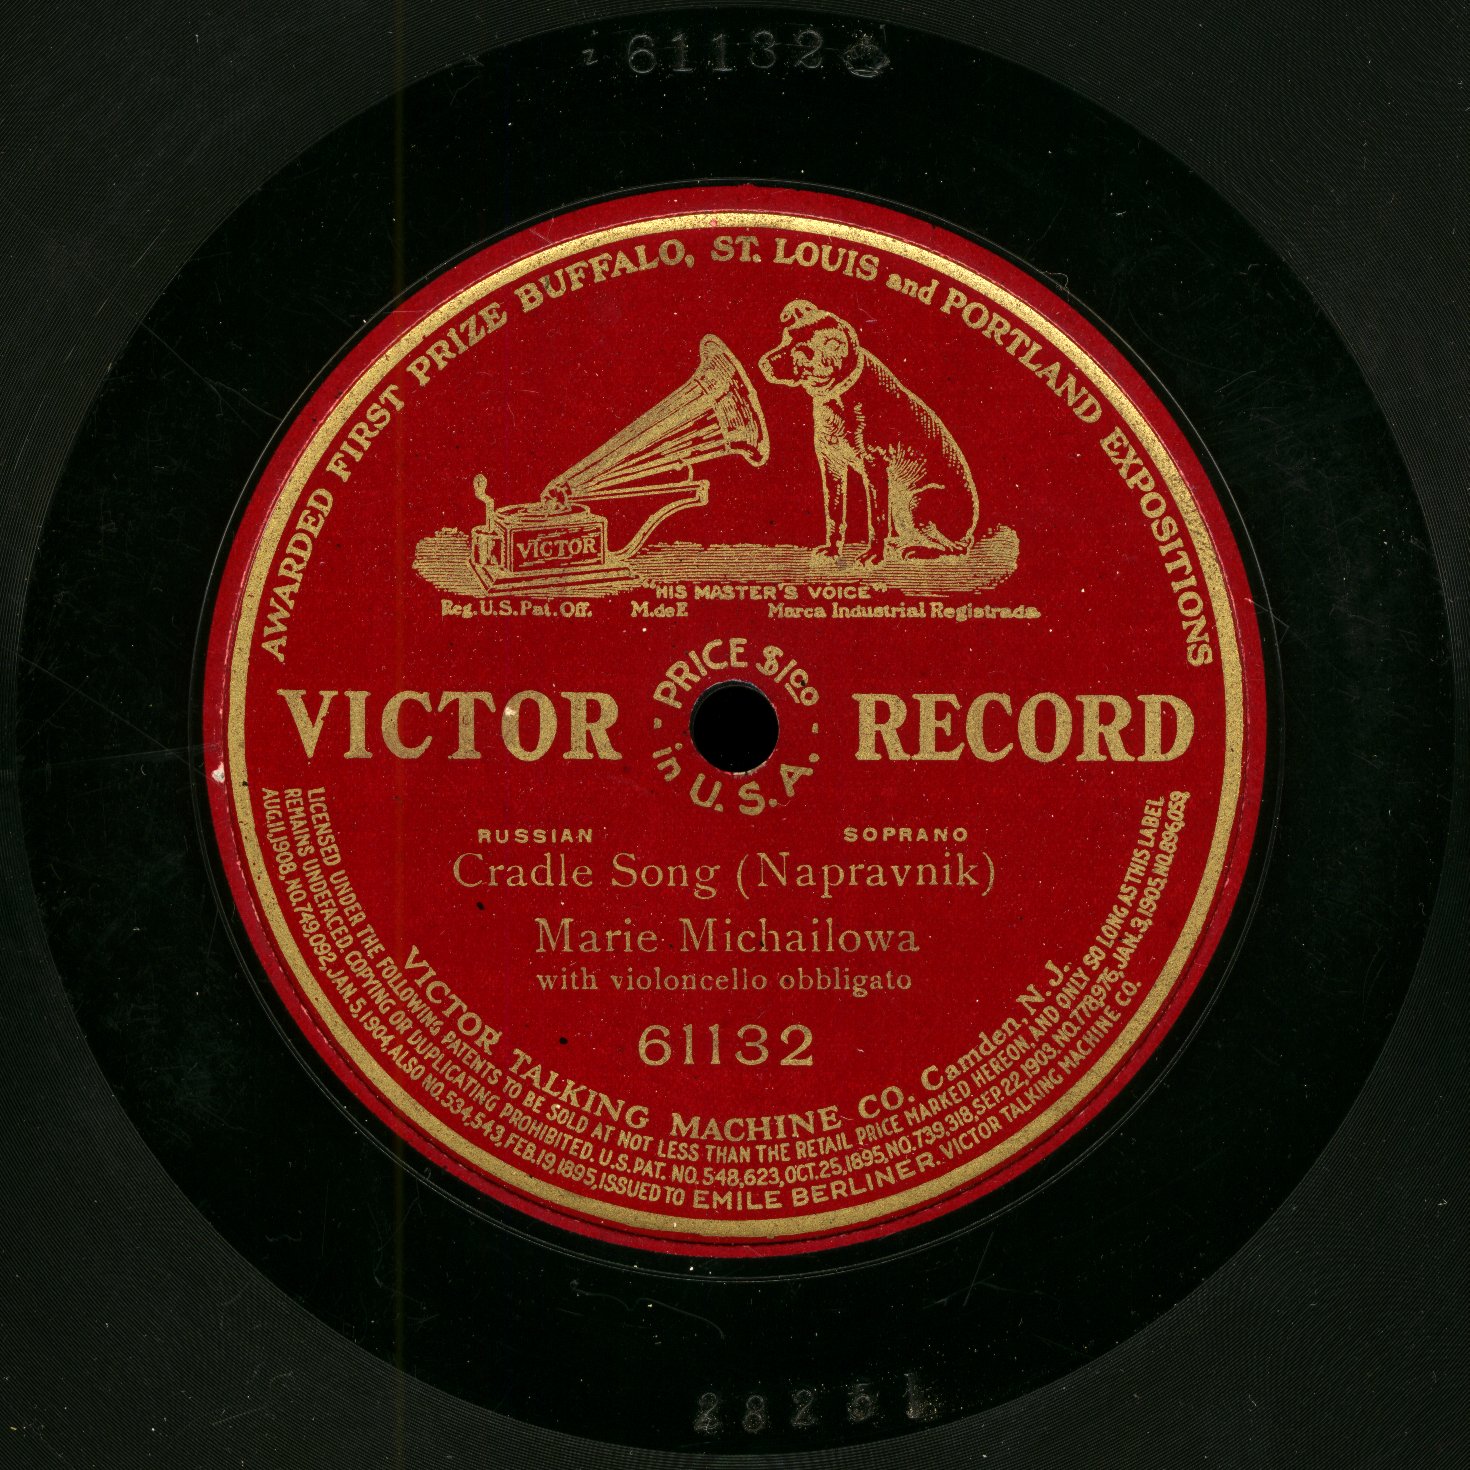 61132
AWARDED FIRST PRIZE BUFFALO, ST. LOUIS and PORTLAND EXPOSITIONS
VICTOR
"HIS MASTER'S VOICE"
Reg. U.S. Pat. Off. M.deE Marca Industrial Registrada
PRICE $1.00
in U.S.A.
VICTOR RECORD
RUSSIAN SOPRANO
Cradle Song (Napravnik)
Marie Michailowa
with violoncello obbligato
61132
VICTOR TALKING MACHINE CO. Camden, N.J.
LICENSED UNDER THE FOLLOWING PATENTS TO BE SOLD AT NOT LESS THAN THE RETAIL PRICE MARKED HEREON, AND ONLY SO LONG AS THIS LABEL
REMAINS UNDEFACED. COPYING OR DUPLICATING PROHIBITED. U.S. PAT. NO. 548,623, OCT. 25, 1895, NO. 739,318, SEP. 22, 1903. NO. 778,976, JAN. 3, 1905. NO. 896,059,
AUG. 11, 1908. NO. 749,092, JAN. 5, 1904, ALSO NO. 534,543, FEB. 19, 1895, ISSUED TO EMILE BERLINER. VICTOR TALKING MACHINE CO.